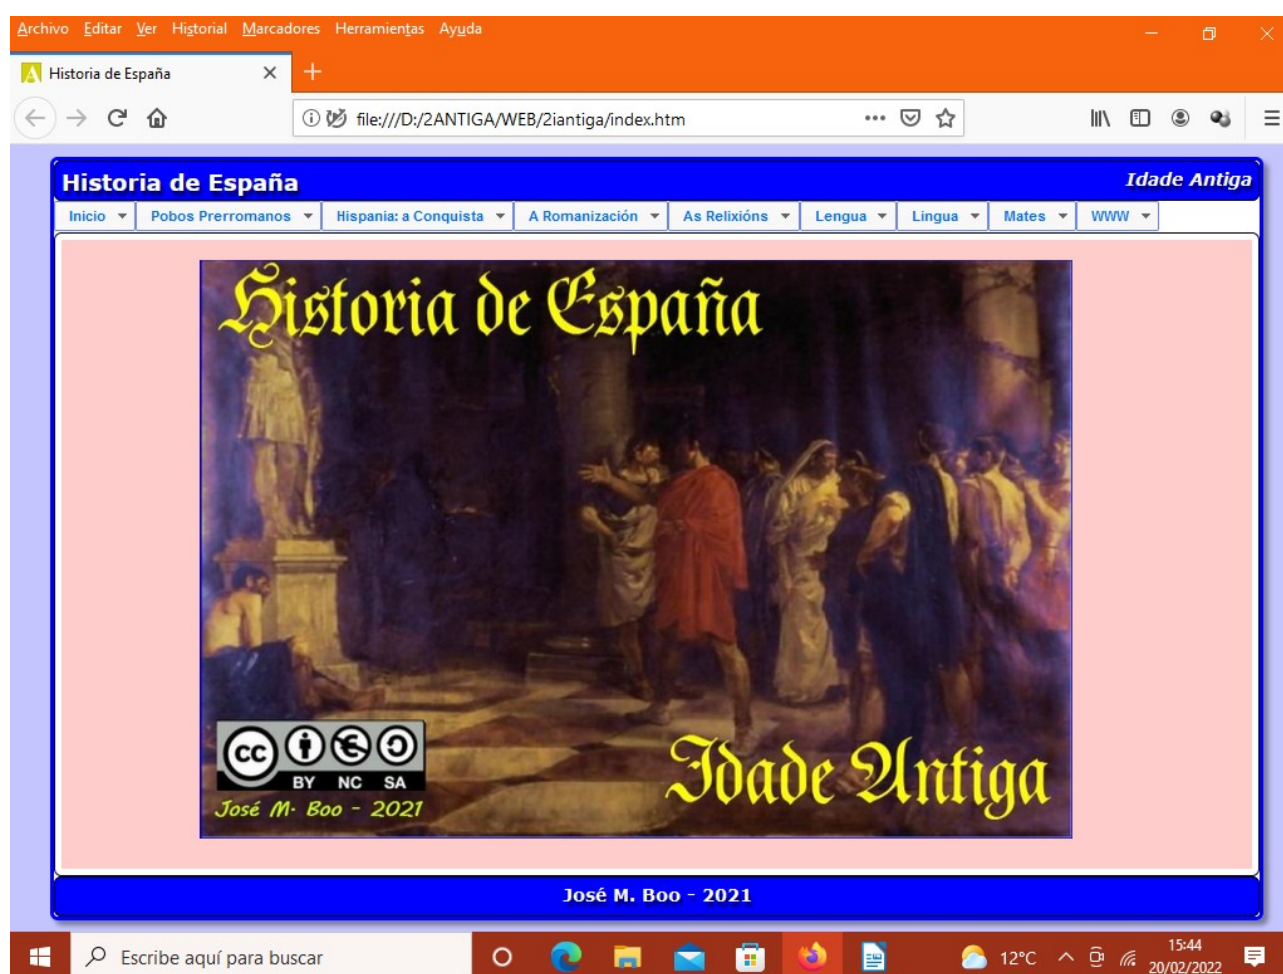 Archivo Editar Ver Historial Marcadores Herramientas Ayuda
Historia de España
file:///D:/2ANTIGA/WEB/2iantiga/index.htm
Historia de España Idade Antiga
Inicio Pobos Prerromanos Hispania: a Conquista A Romanización As Relixións Lengua Lingua Mates WWW
Historia de España
cc
BY NC SA
José M. Boo - 2021
Idade Antiga
José M. Boo - 2021
Escribe aquí para buscar 12°C 15:44
20/02/2022